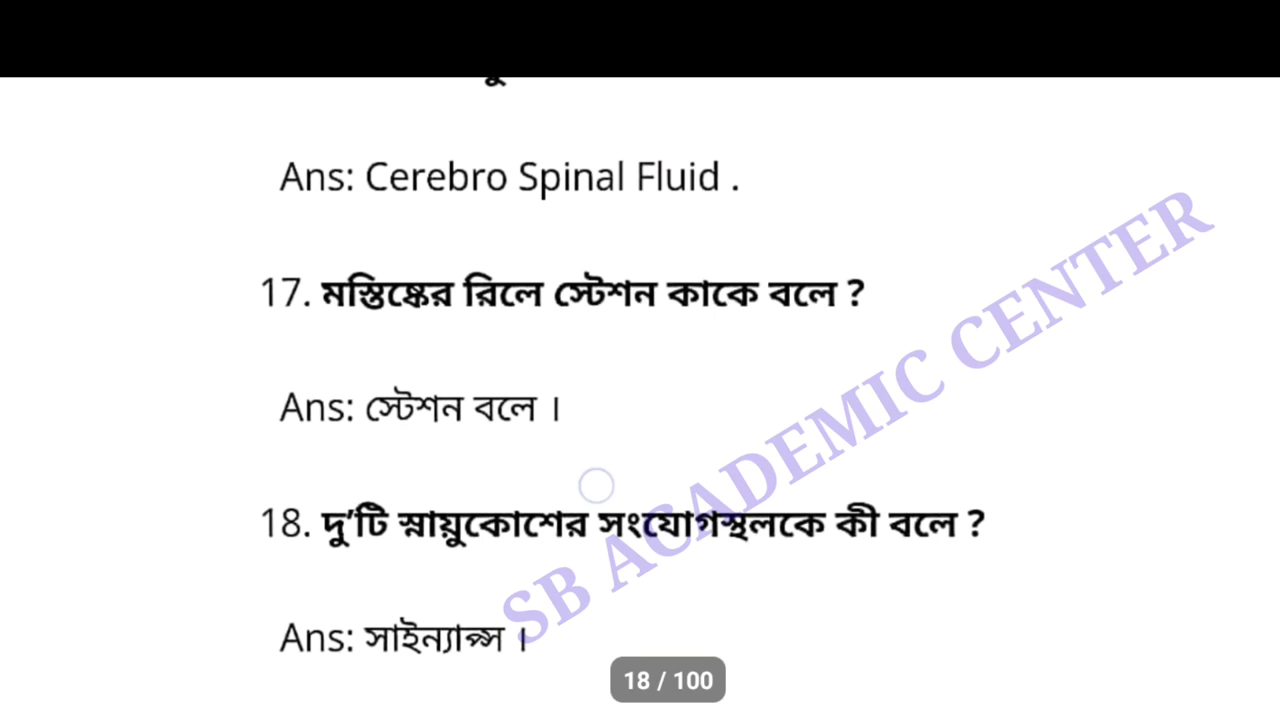 Ans: Cerebro Spinal Fluid .
17. মস্তিষ্কের রিলে স্টেশন কাকে বলে ?
Ans: স্টেশন বলে ।
18. দু'টি স্নায়ুকোশের সংযোগস্থলকে কী বলে ?
Ans: সাইন্যাপ্স ।
SB ACADEMIC CENTER
18 / 100